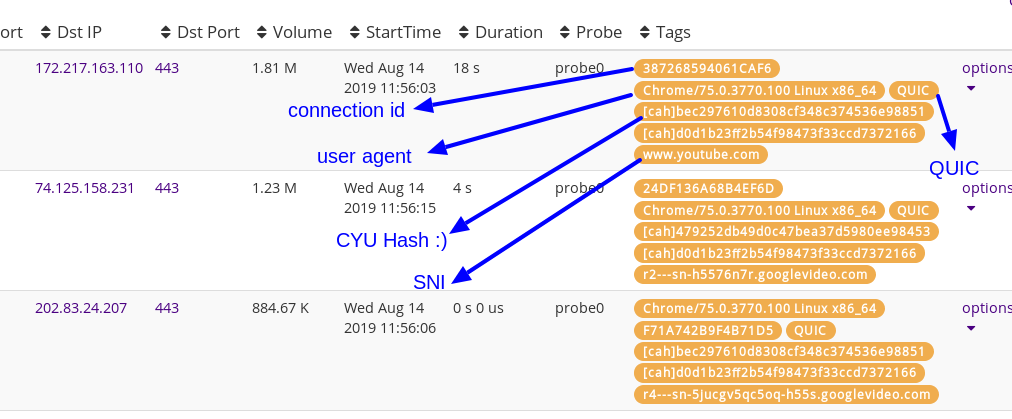 ort Dst IP Dst Port Volume StartTime Duration Probe Tags
172.217.163.110 443 1.81 M Wed Aug 14 18 s probe0 387268594061CAF6 options
2019 11:56:03 Chrome/75.0.3770.100 Linux x86_64 QUIC
connection id [cah]bec297610d8308cf348c374536e98851
[cah]d0d1b23ff2b54f98473f33ccd7372166
user agent www.youtube.com
QUIC
74.125.158.231 443 1.23 M Wed Aug 14 4 s probe0 24DF136A68B4EF6D options
2019 11:56:15 Chrome/75.0.3770.100 Linux x86_64 QUIC
CYU Hash :) [cah]479252db49d0c47bea37d5980ee98453
[cah]d0d1b23ff2b54f98473f33ccd7372166
SNI r2---sn-h5576n7r.googlevideo.com
202.83.24.207 443 884.67 K Wed Aug 14 0 s 0 us probe0 Chrome/75.0.3770.100 Linux x86_64 options
2019 11:56:06 F71A742B9F4B71D5 QUIC
[cah]bec297610d8308cf348c374536e98851
[cah]d0d1b23ff2b54f98473f33ccd7372166
r4---sn-5jucgv5qc5oq-h55s.googlevideo.com